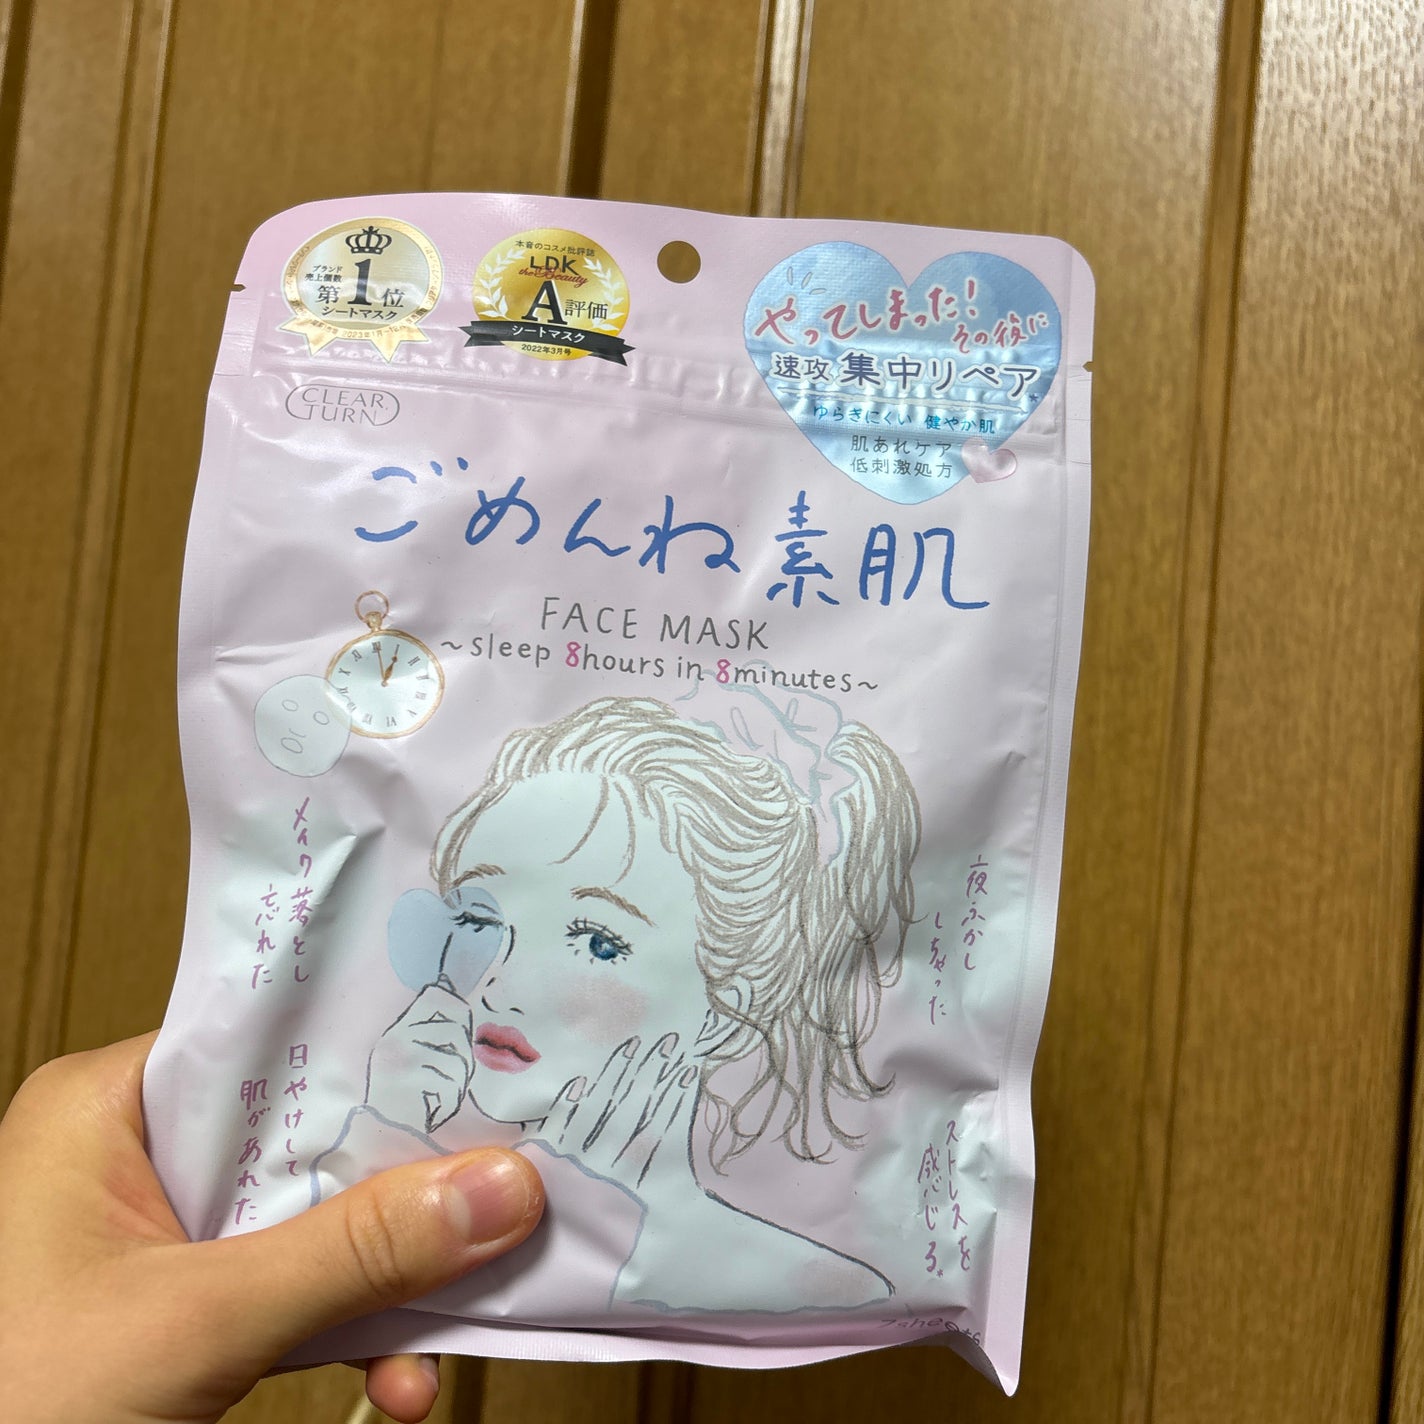 ブランド
売上個数
第1位
シートマスク
本音のコスメ批評誌
LDK
the Beauty
A評価
シートマスク
2022年3月号
やってしまった!
その後に
速攻 集中リペア*
ゆらぎにくい 健やか肌
肌あれケア
低刺激処方
CLEAR
TURN
ごめんね素肌
FACE MASK
~sleep 8hours in 8minutes~
メイク落とし
忘れた
夜ふかし
しちゃった
日やけして
肌があれた
ストレスを
感じる。
7sheets